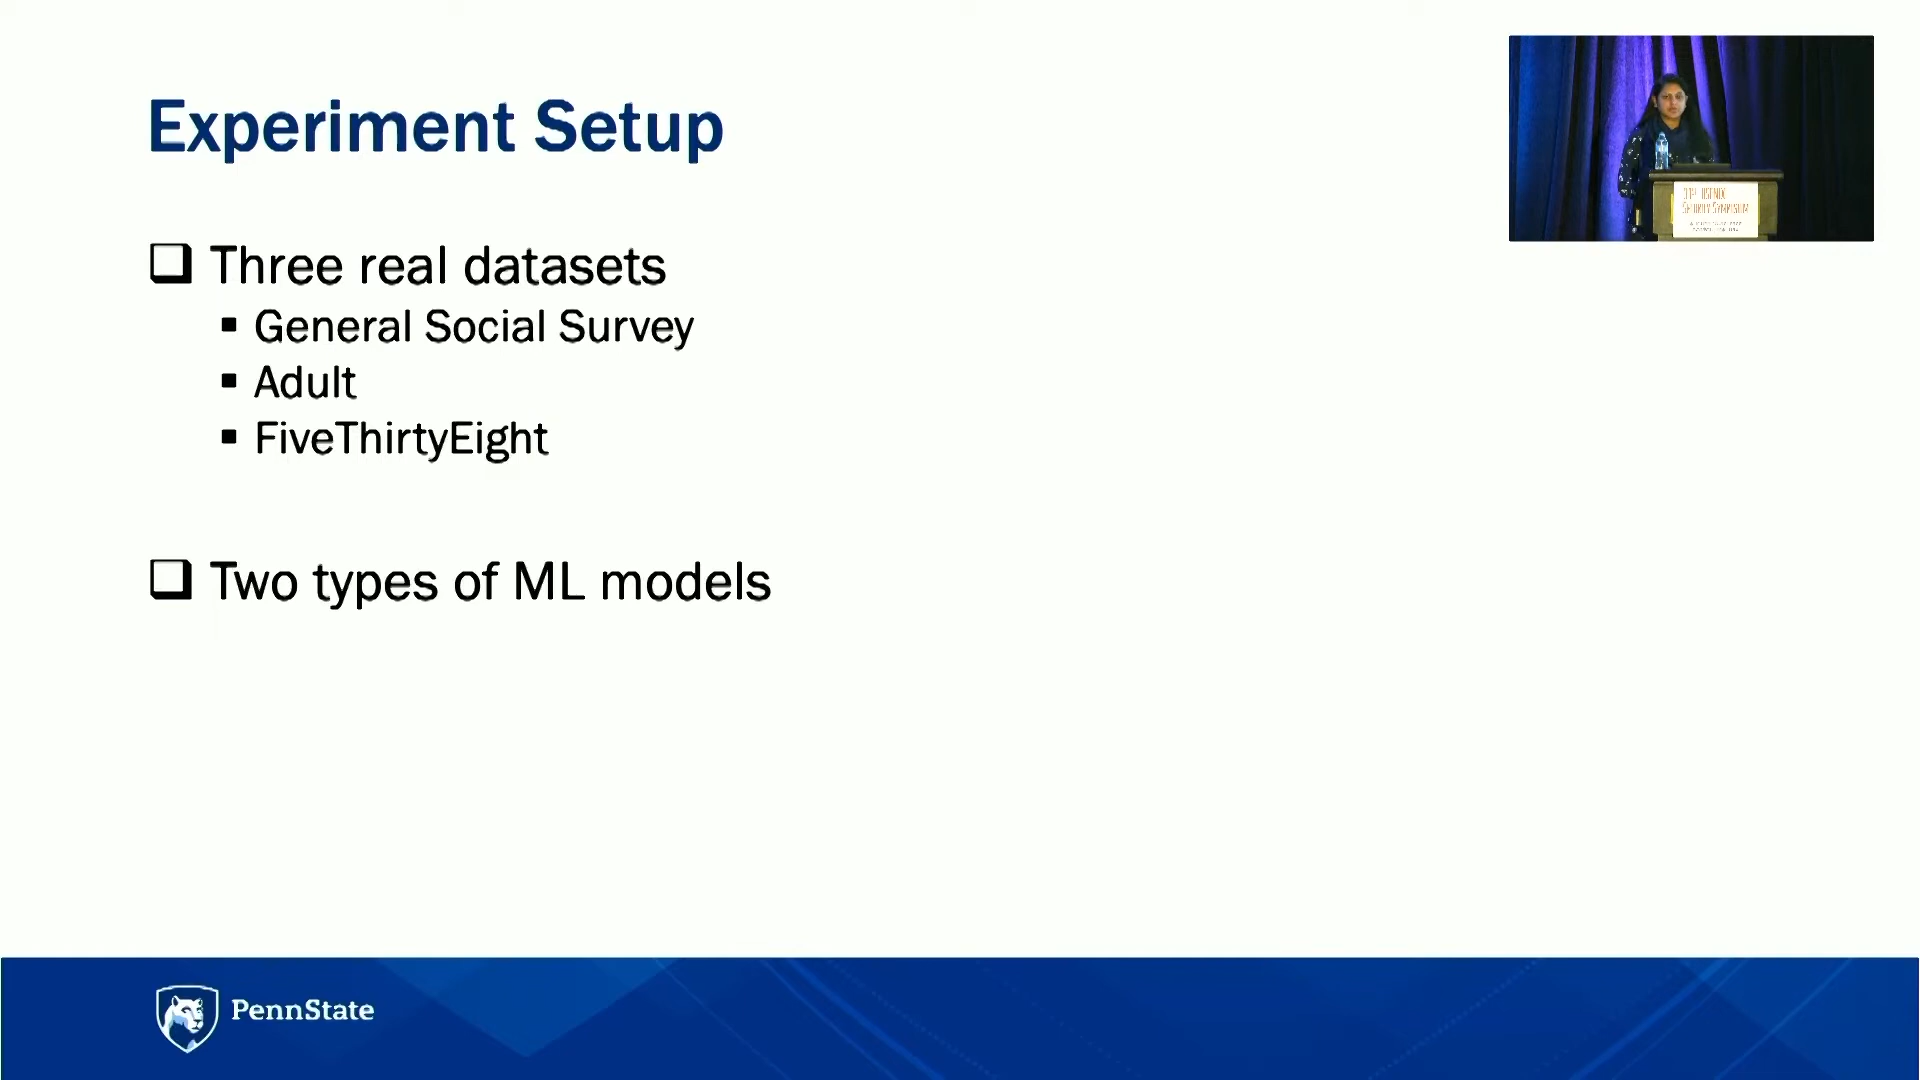 Experiment Setup
Three real datasets
General Social Survey
Adult
FiveThirtyEight
Two types of ML models
PennState